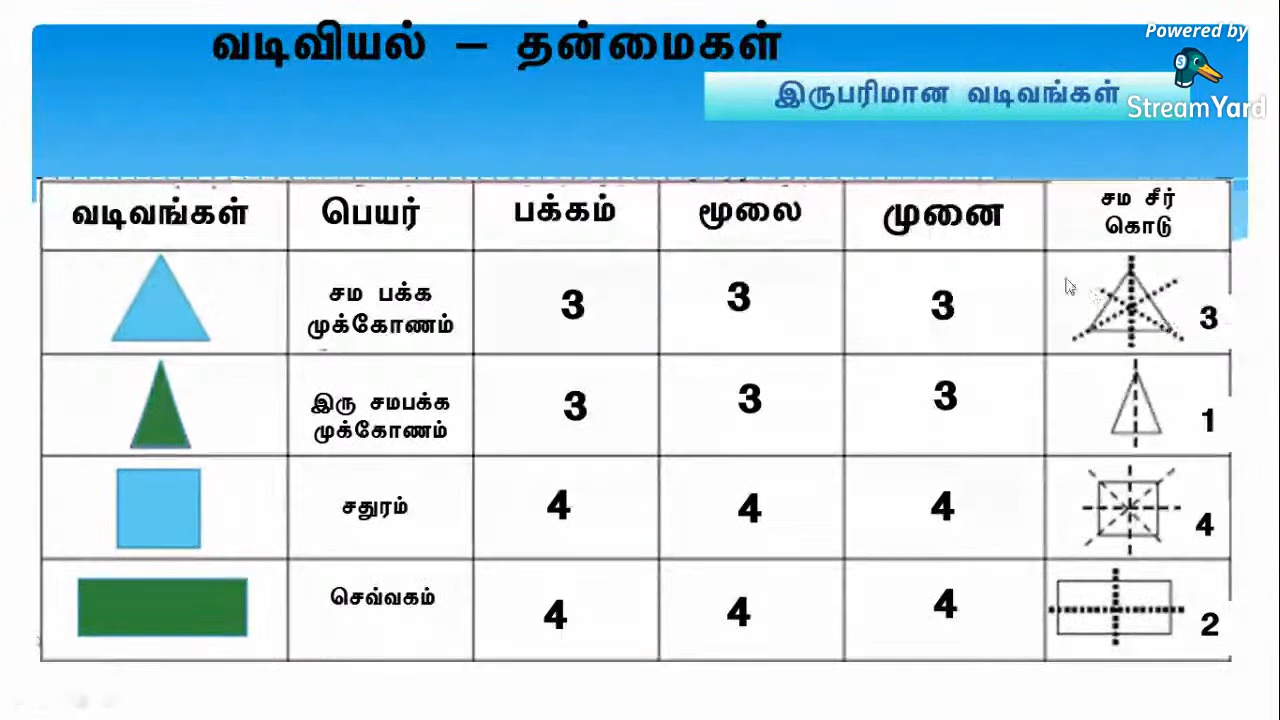 வடிவியல் – தன்மைகள்
Powered by
இருபரிமான வடிவங்கள்
StreamYard
வடிவங்கள் பெயர் பக்கம் மூலை முனை சம சீர்
கொடு
சம பக்க
முக்கோணம் 3 3 3 3
இரு சமபக்க
முக்கோணம் 3 3 3 1
சதுரம் 4 4 4 4
செவ்வகம் 4 4 4 2